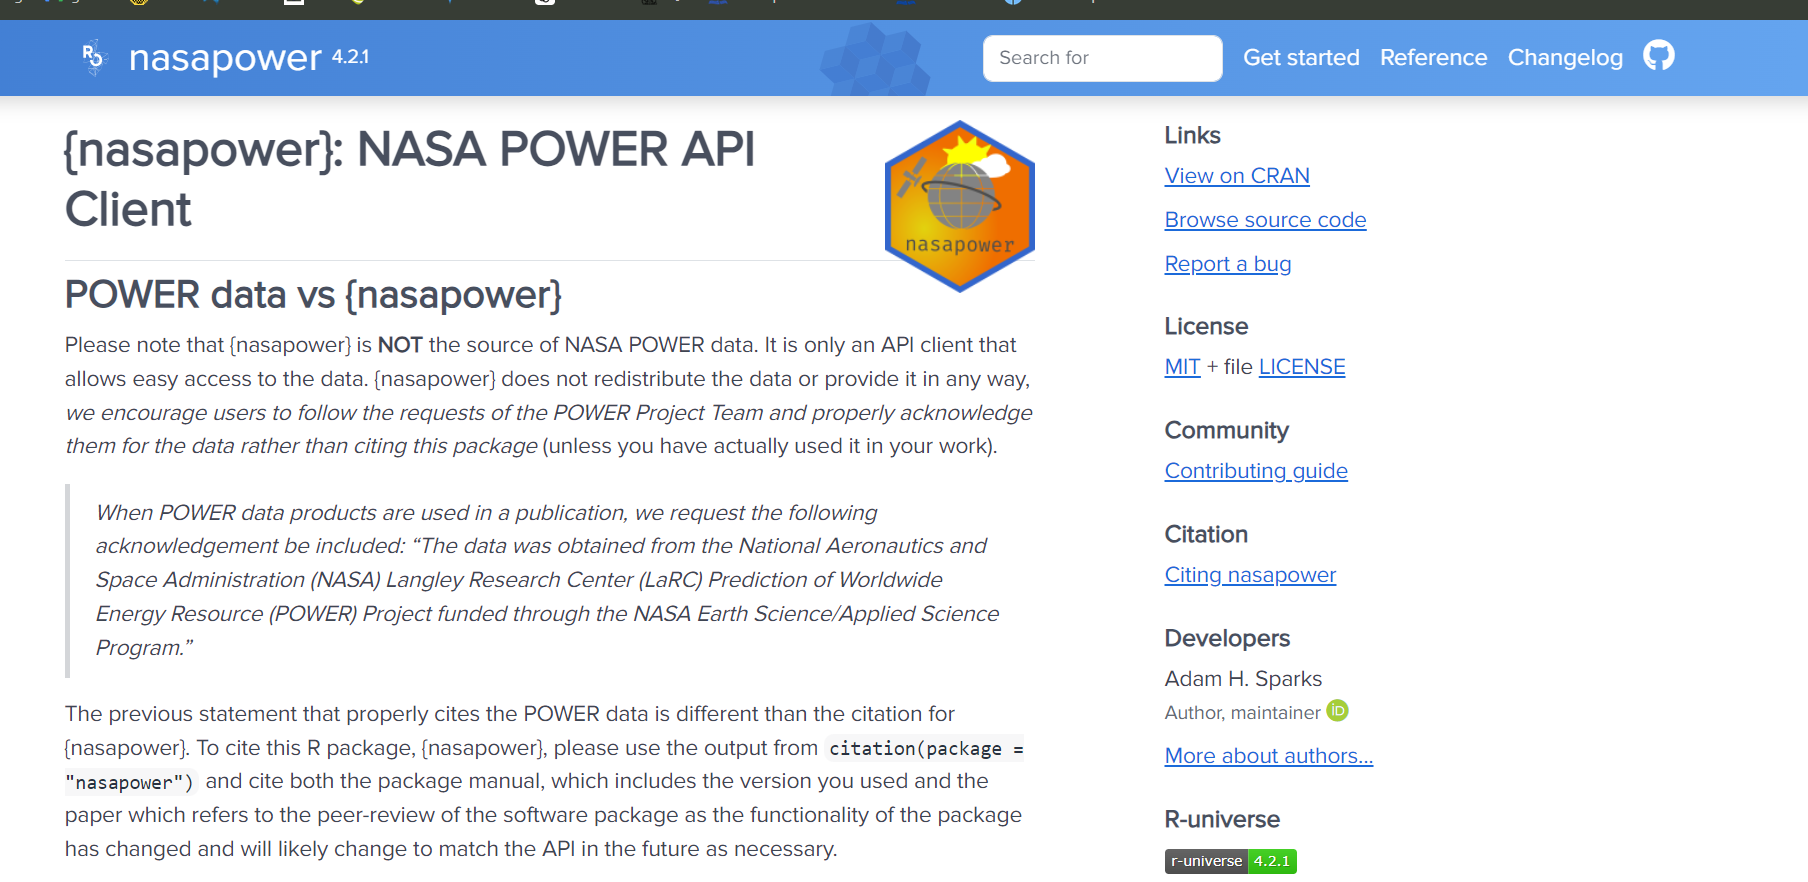 nasapower 4.2.1
Search for
Get started
Reference
Changelog
{nasapower}: NASA POWER API
Client
nasapower
POWER data vs {nasapower}
Please note that {nasapower} is NOT the source of NASA POWER data. It is only an API client that
allows easy access to the data. {nasapower} does not redistribute the data or provide it in any way,
we encourage users to follow the requests of the POWER Project Team and properly acknowledge
them for the data rather than citing this package (unless you have actually used it in your work).
When POWER data products are used in a publication, we request the following
acknowledgement be included: “The data was obtained from the National Aeronautics and
Space Administration (NASA) Langley Research Center (LaRC) Prediction of Worldwide
Energy Resource (POWER) Project funded through the NASA Earth Science/Applied Science
Program.”
The previous statement that properly cites the POWER data is different than the citation for
{nasapower}. To cite this R package, {nasapower}, please use the output from citation(package =
"nasapower") and cite both the package manual, which includes the version you used and the
paper which refers to the peer-review of the software package as the functionality of the package
has changed and will likely change to match the API in the future as necessary.
Links
View on CRAN
Browse source code
Report a bug
License
MIT + file LICENSE
Community
Contributing guide
Citation
Citing nasapower
Developers
Adam H. Sparks
Author, maintainer iD
More about authors...
R-universe
r-universe 4.2.1